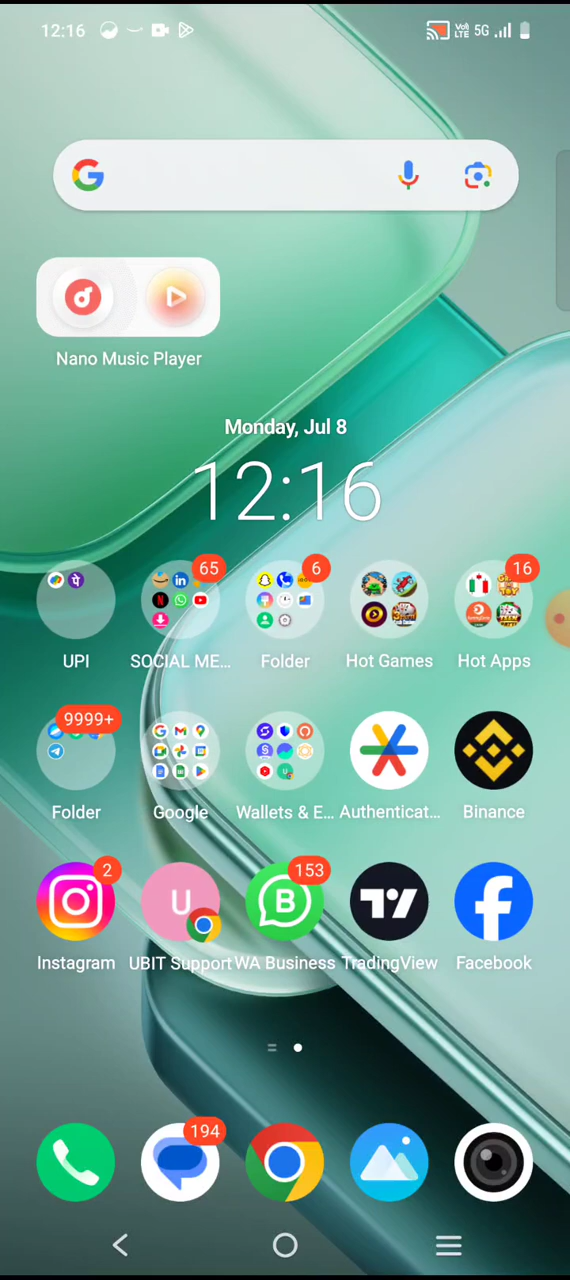 12:16 Vo) LTE 5G
Nano Music Player
Monday, Jul 8
12:16
65 6 16
UPI SOCIAL ME... Folder Hot Games Hot Apps
9999+
Folder Google Wallets & E... Authenticat... Binance
2 U B 153
Instagram UBIT Support WA Business TradingView Facebook
194